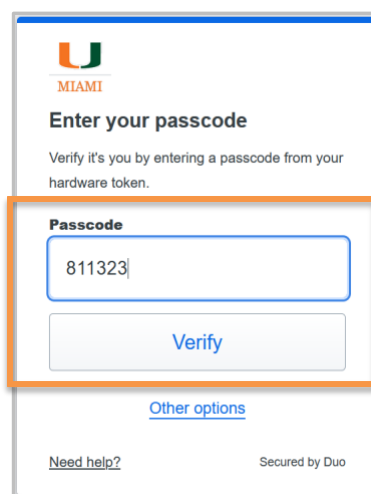 U
MIAMI
Enter your passcode
Verify it's you by entering a passcode from your
hardware token.
Passcode
811323
Verify
Other options
Need help? Secured by Duo